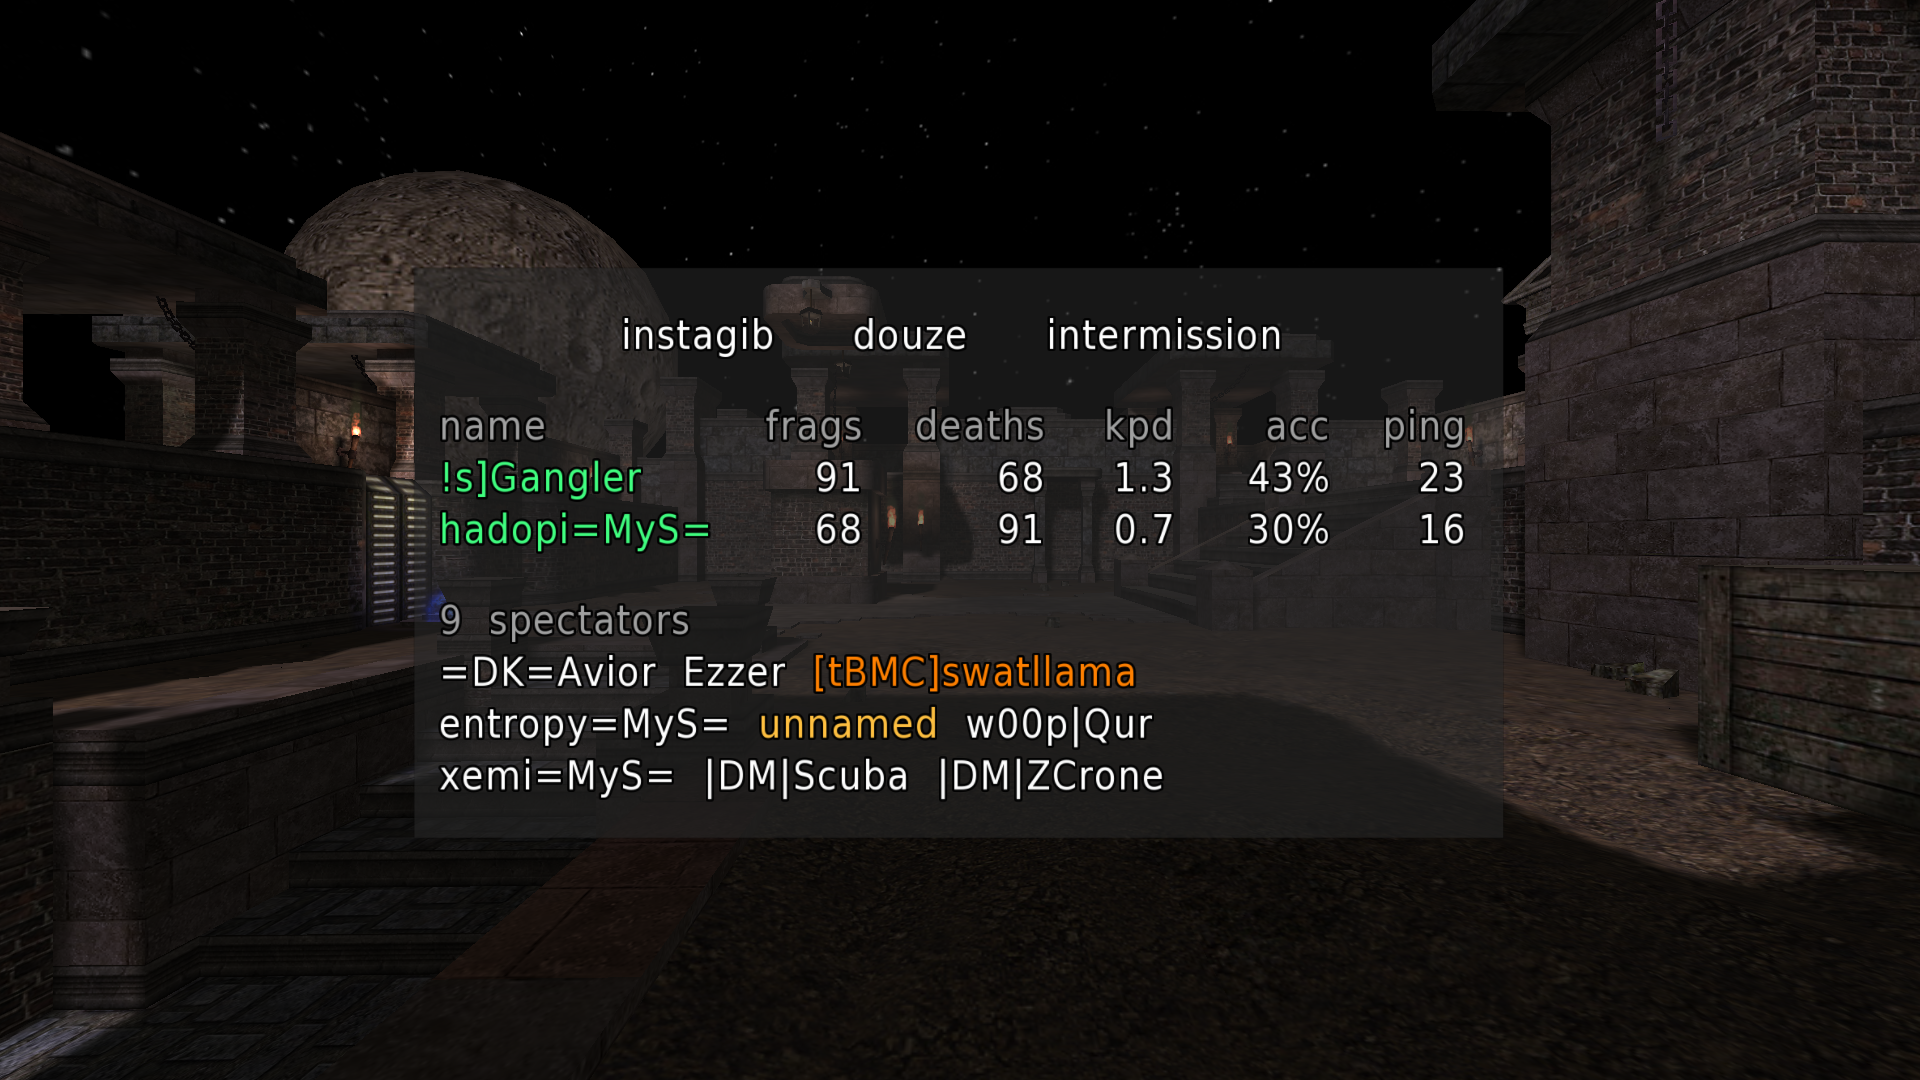 instagib douze intermission
name frags deaths kpd acc ping
!s]Gangler 91 68 1.3 43% 23
hadopi=MyS= 68 91 0.7 30% 16
9 spectators
=DK=Avior Ezzer [tBMC]swatllama
entropy=MyS= unnamed w00p|Qur
xemi=MyS= |DM|Scuba |DM|ZCrone